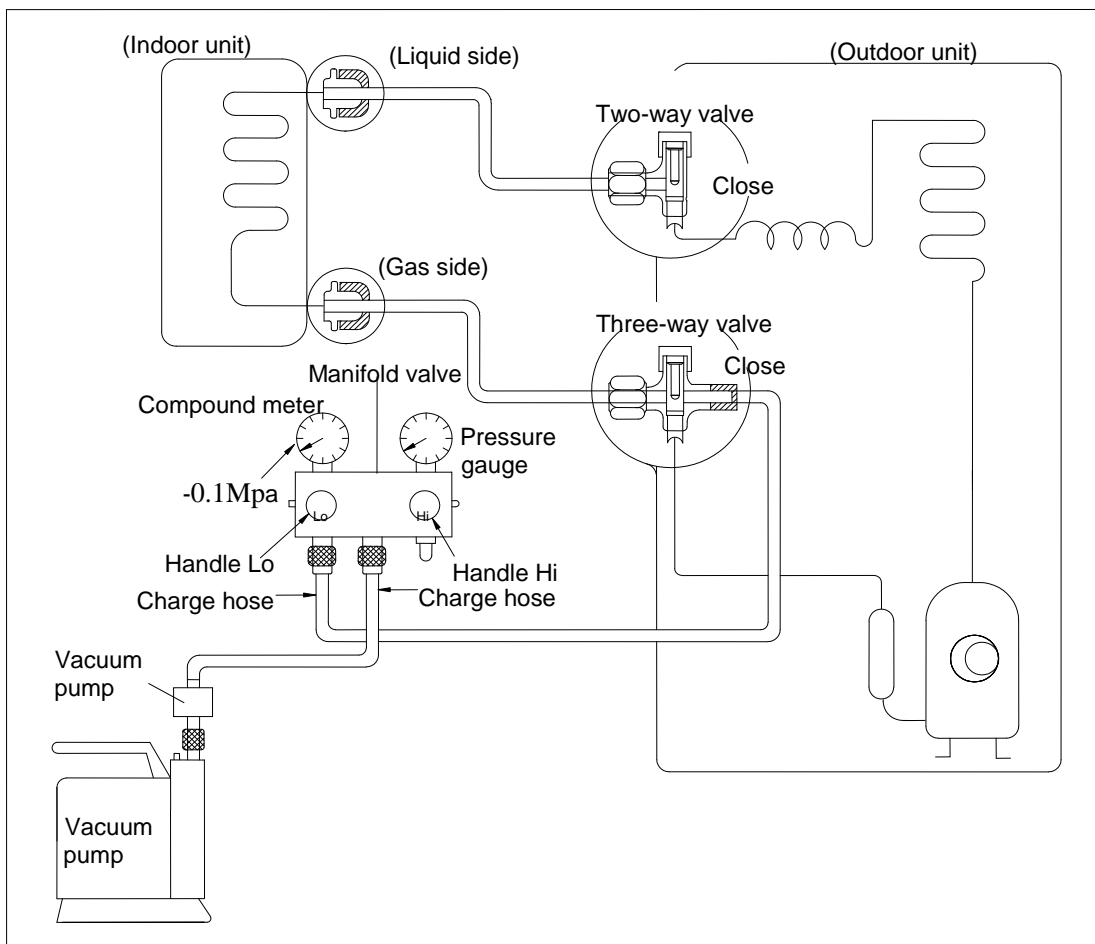 (Indoor unit)
(Liquid side)
(Outdoor unit)
Two-way valve
Close
(Gas side)
Three-way valve
Close
Manifold valve
Compound meter
Pressure
gauge
-0.1Mpa
Lo
Hi
Handle Lo
Handle Hi
Charge hose
Charge hose
Vacuum
pump
Vacuum
pump